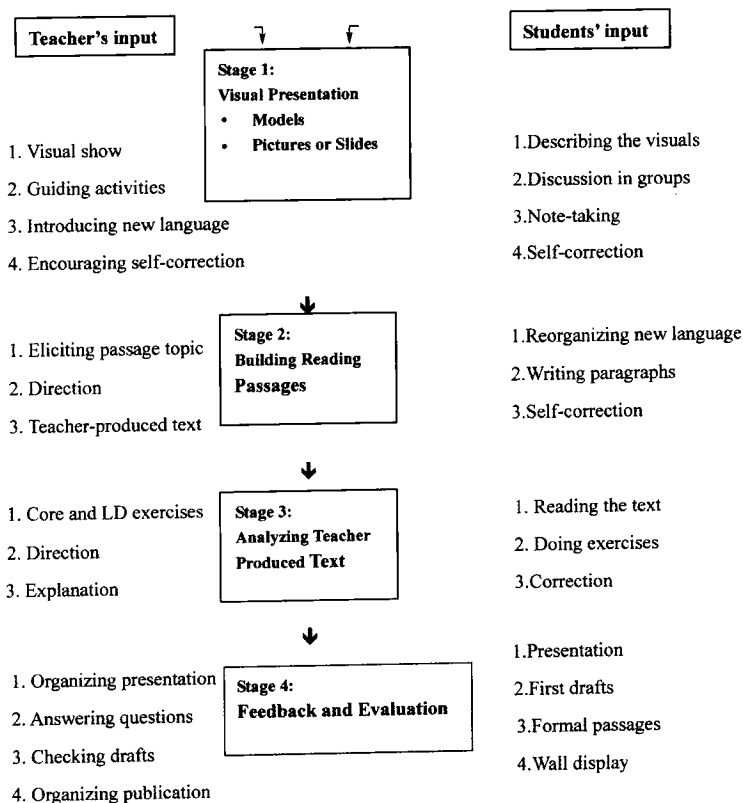 Teacher's input
Students' input
Stage 1:
Visual Presentation
• Models
• Pictures or Slides
1. Visual show
2. Guiding activities
3. Introducing new language
4. Encouraging self-correction
1.Describing the visuals
2.Discussion in groups
3.Note-taking
4.Self-correction
Stage 2:
Building Reading
Passages
1. Eliciting passage topic
2. Direction
3. Teacher-produced text
1.Reorganizing new language
2.Writing paragraphs
3.Self-correction
Stage 3:
Analyzing Teacher
Produced Text
1. Core and LD exercises
2. Direction
3. Explanation
1. Reading the text
2. Doing exercises
3.Correction
Stage 4:
Feedback and Evaluation
1. Organizing presentation
2. Answering questions
3. Checking drafts
4. Organizing publication
1.Presentation
2.First drafts
3.Formal passages
4.Wall display